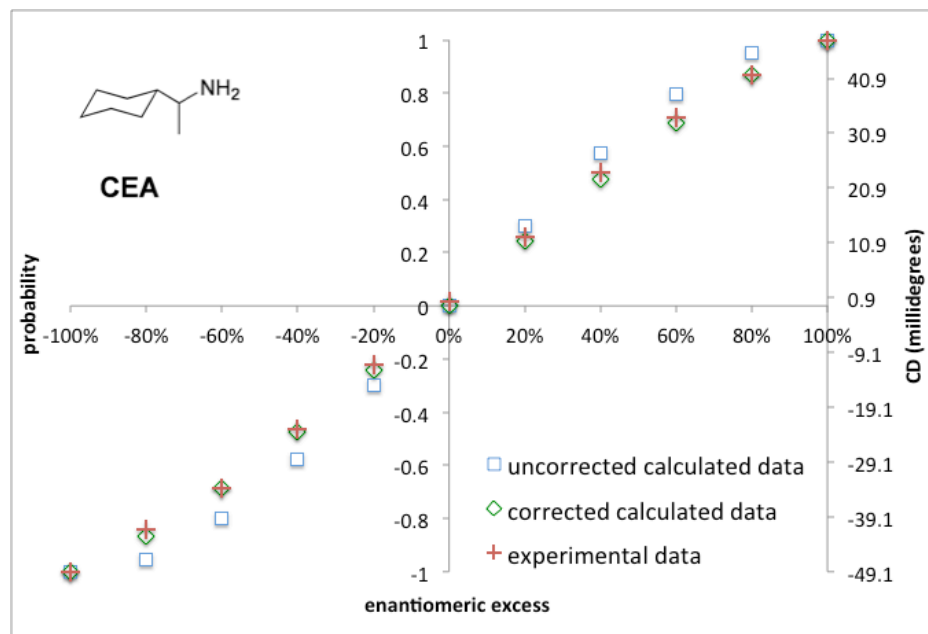 1
0.8
0.6
0.4
0.2
0
-0.2
-0.4
-0.6
-0.8
-1
NH2
CEA
probability
-100% -80% -60% -40% -20% 0% 20% 40% 60% 80% 100%
40.9
30.9
20.9
10.9
0.9
-9.1
-19.1
-29.1
-39.1
-49.1
CD (millidegrees)
uncorrected calculated data
corrected calculated data
experimental data
enantiomeric excess